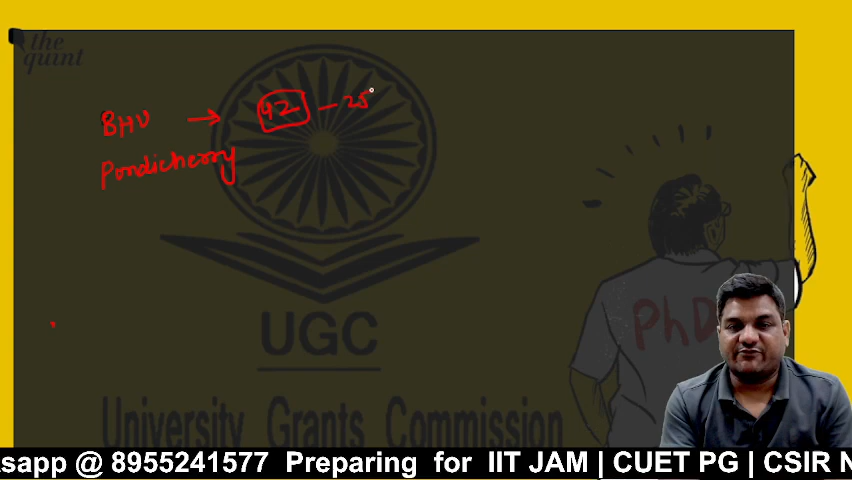 the
quint
BHU → 42 - 25
Pondicherry
PhD
UGC
University Grants Commission
sapp @ 8955241577 Preparing for IIT JAM | CUET PG | CSIR N